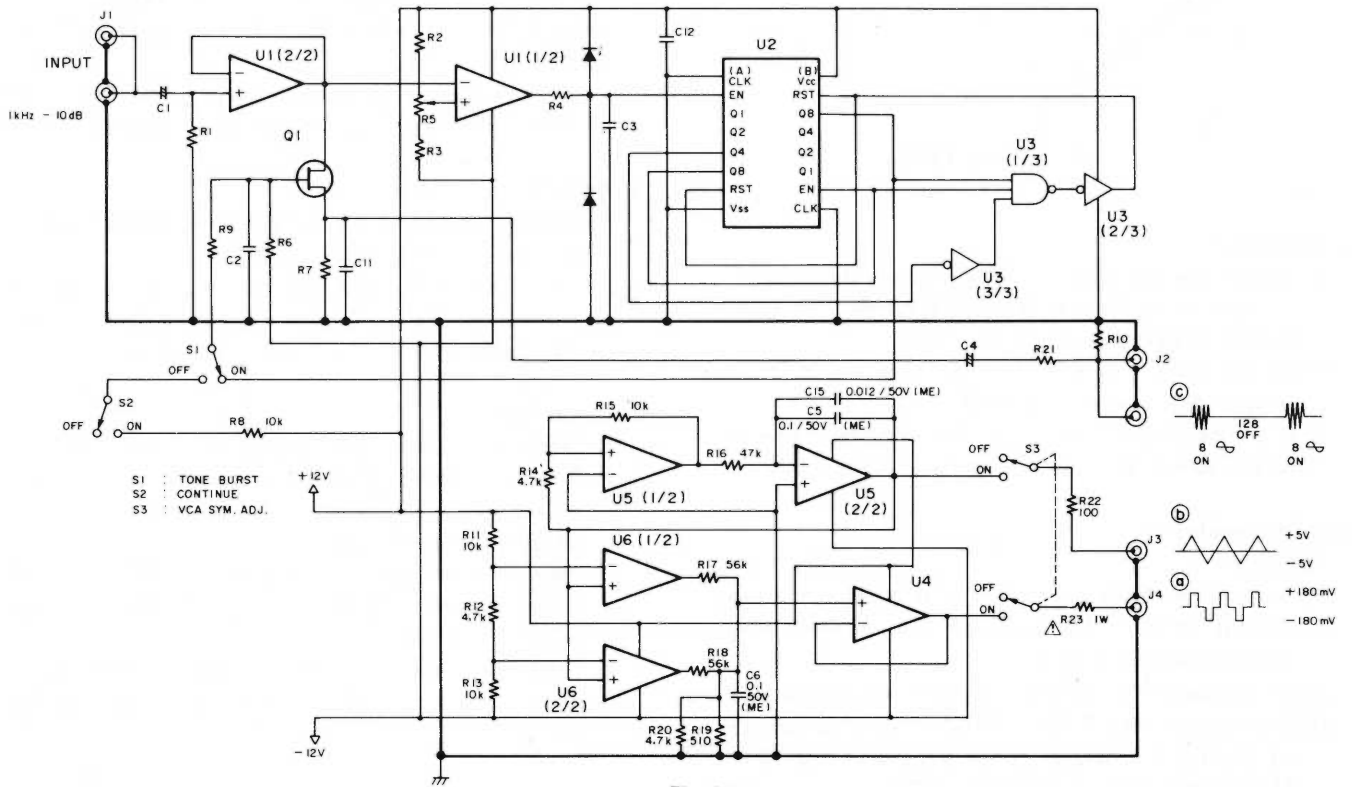 J1
INPUT
1kHz – 10dB
C1
R1
U1(2/2)
Q1
R2
R5
R3
U1(1/2)
R4
C3
C12
U2
(A)
CLK
EN
Q1
Q2
Q4
Q8
RST
Vss
(B)
Vcc
RST
Q8
Q4
Q2
Q1
EN
CLK
U3
(1/3)
U3
(2/3)
U3
(3/3)
R9
C2
R6
R7
C11
S1
OFF
ON
S2
OFF
ON
R8 10k
C4
R21
R10
J2
S1 : TONE BURST
S2 : CONTINUE
S3 : VCA SYM. ADJ.
+12V
-12V
R15 10k
R14
4.7k
U5 (1/2)
R16 47k
C15 0.012 / 50V (ME)
C5
0.1 / 50V (ME)
U5
(2/2)
R11
10k
R12
4.7k
R13
10k
U6 (1/2)
R17 56k
U6
(2/2)
R18
56k
C6
0.1
50V
(ME)
R20
4.7k
R19
510
U4
OFF
ON
S3
R22
100
OFF
ON
R23 1W
J3
J4
c
8
ON
128
OFF
8
ON
b
+5V
-5V
a
+180mV
-180mV